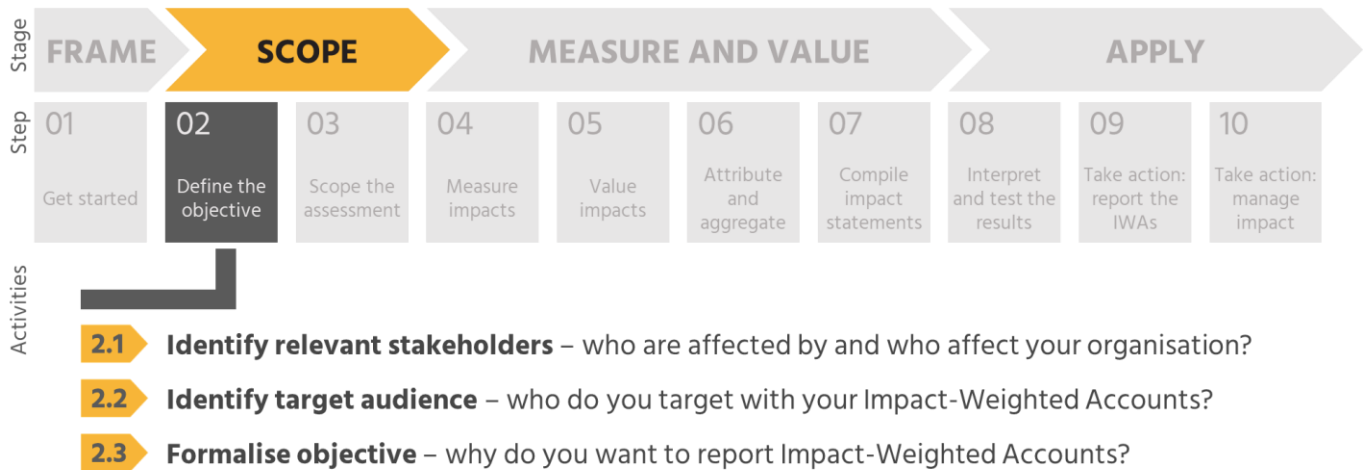 Stage
FRAME
SCOPE
MEASURE AND VALUE
APPLY
Step
01
Get started
02
Define the
objective
03
Scope the
assessment
04
Measure
impacts
05
Value
impacts
06
Attribute
and
aggregate
07
Compile
impact
statements
08
Interpret
and test the
results
09
Take action:
report the
IWAs
10
Take action:
manage
impact
Activities
2.1 Identify relevant stakeholders – who are affected by and who affect your organisation?
2.2 Identify target audience – who do you target with your Impact-Weighted Accounts?
2.3 Formalise objective – why do you want to report Impact-Weighted Accounts?